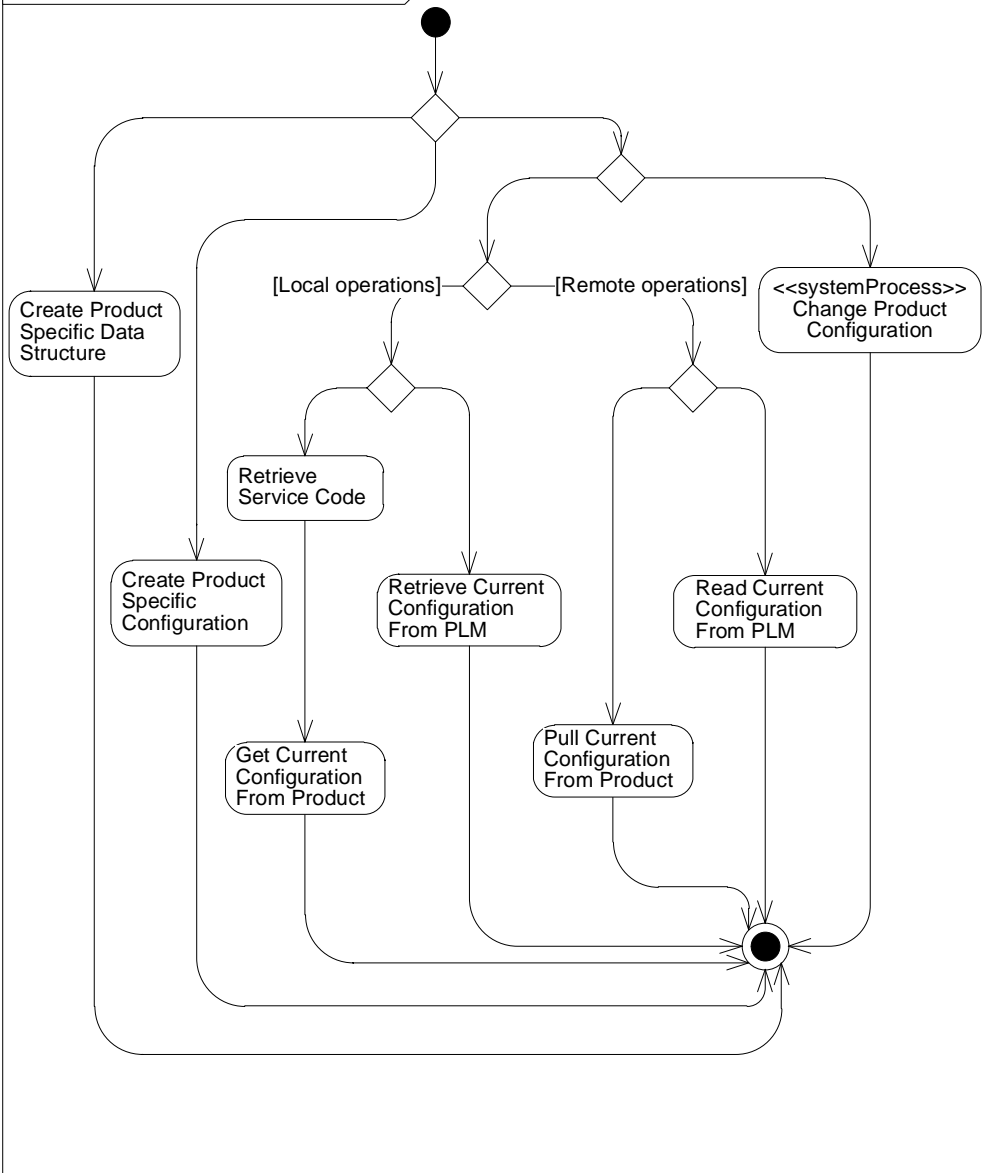 [Local operations]
[Remote operations]
<<systemProcess>>
Change Product
Configuration
Create Product
Specific Data
Structure
Retrieve
Service Code
Create Product
Specific
Configuration
Retrieve Current
Configuration
From PLM
Read Current
Configuration
From PLM
Get Current
Configuration
From Product
Pull Current
Configuration
From Product